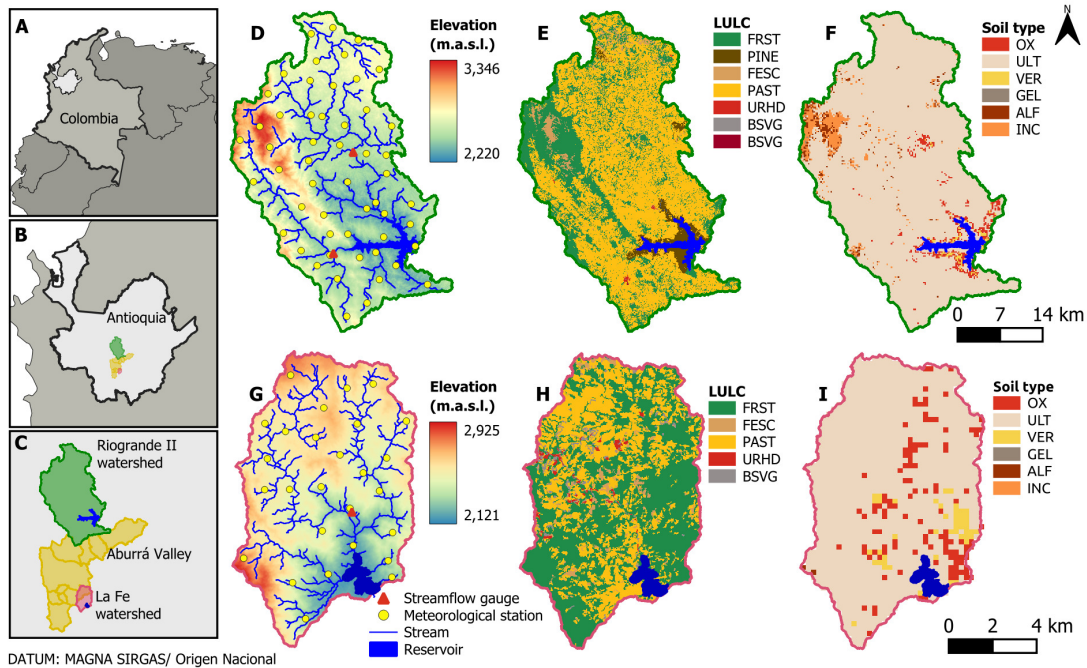 A
Colombia
B
Antioquia
C
Riogrande II
watershed
Aburrá Valley
La Fe
watershed
DATUM: MAGNA SIRGAS/ Origen Nacional
D
Elevation
(m.a.s.l.)
3,346
2,220
E
LULC
FRST
PINE
FESC
PAST
URHD
BSVG
BSVG
F
Soil type
OX
ULT
VER
GEL
ALF
INC
N
0 7 14 km
G
Elevation
(m.a.s.l.)
2,925
2,121
Streamflow gauge
Meteorological station
Stream
Reservoir
H
LULC
FRST
FESC
PAST
URHD
BSVG
I
Soil type
OX
ULT
VER
GEL
ALF
INC
0 2 4 km